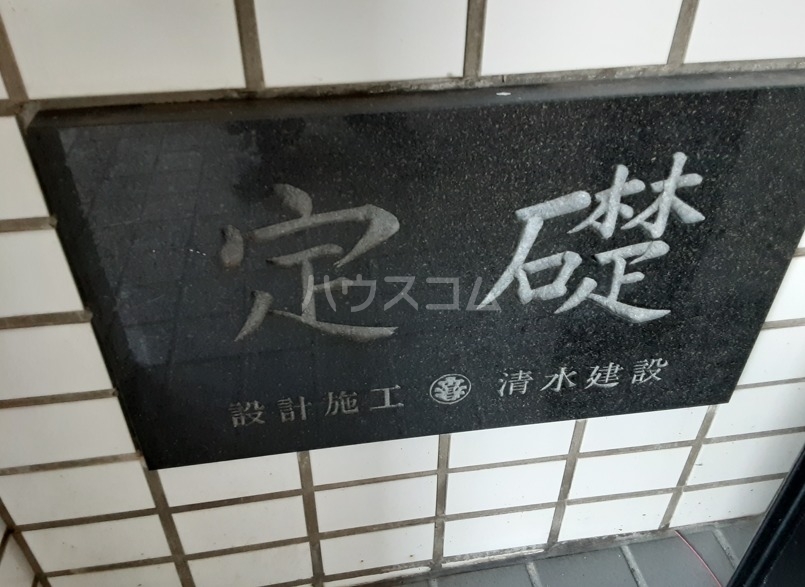 定礎
ハウスコム
設計施工 清水建設